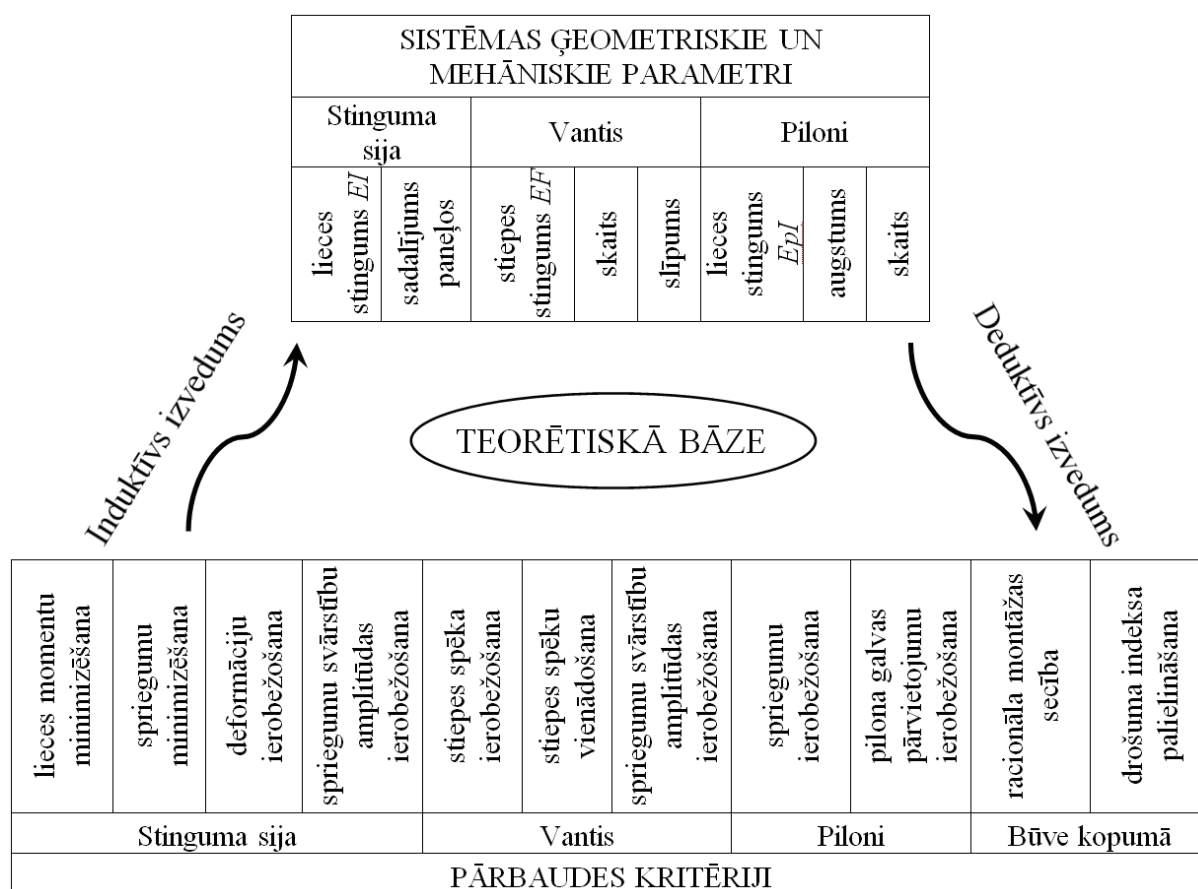 SISTĒMAS ĢEOMETRISKIE UN
MEHĀNISKIE PARAMETRI
Stinguma
sija
Vantis
Piloni
lieces
stingums EI
sadalījums
paneļos
stiepes
stingums EF
skaits
slīpums
lieces
stingums
EpI
augstums
skaits
Induktīvs izvedums
TEORĒTISKĀ BĀZE
Deduktīvs izvedums
lieces momentu
minimizēšana
spriegumu
minimizēšana
deformāciju
ierobežošana
spriegumu svārstību
amplitūdas
ierobežošana
stiepes spēka
ierobežošana
stiepes spēku
vienādošana
spriegumu svārstību
amplitūdas
ierobežošana
spriegumu
ierobežošana
pilona galvas
pārvietojumu
ierobežošana
racionāla montāžas
secība
drošuma indeksa
palielināšana
Stinguma sija
Vantis
Piloni
Būve kopumā
PĀRBAUDES KRITĒRIJI